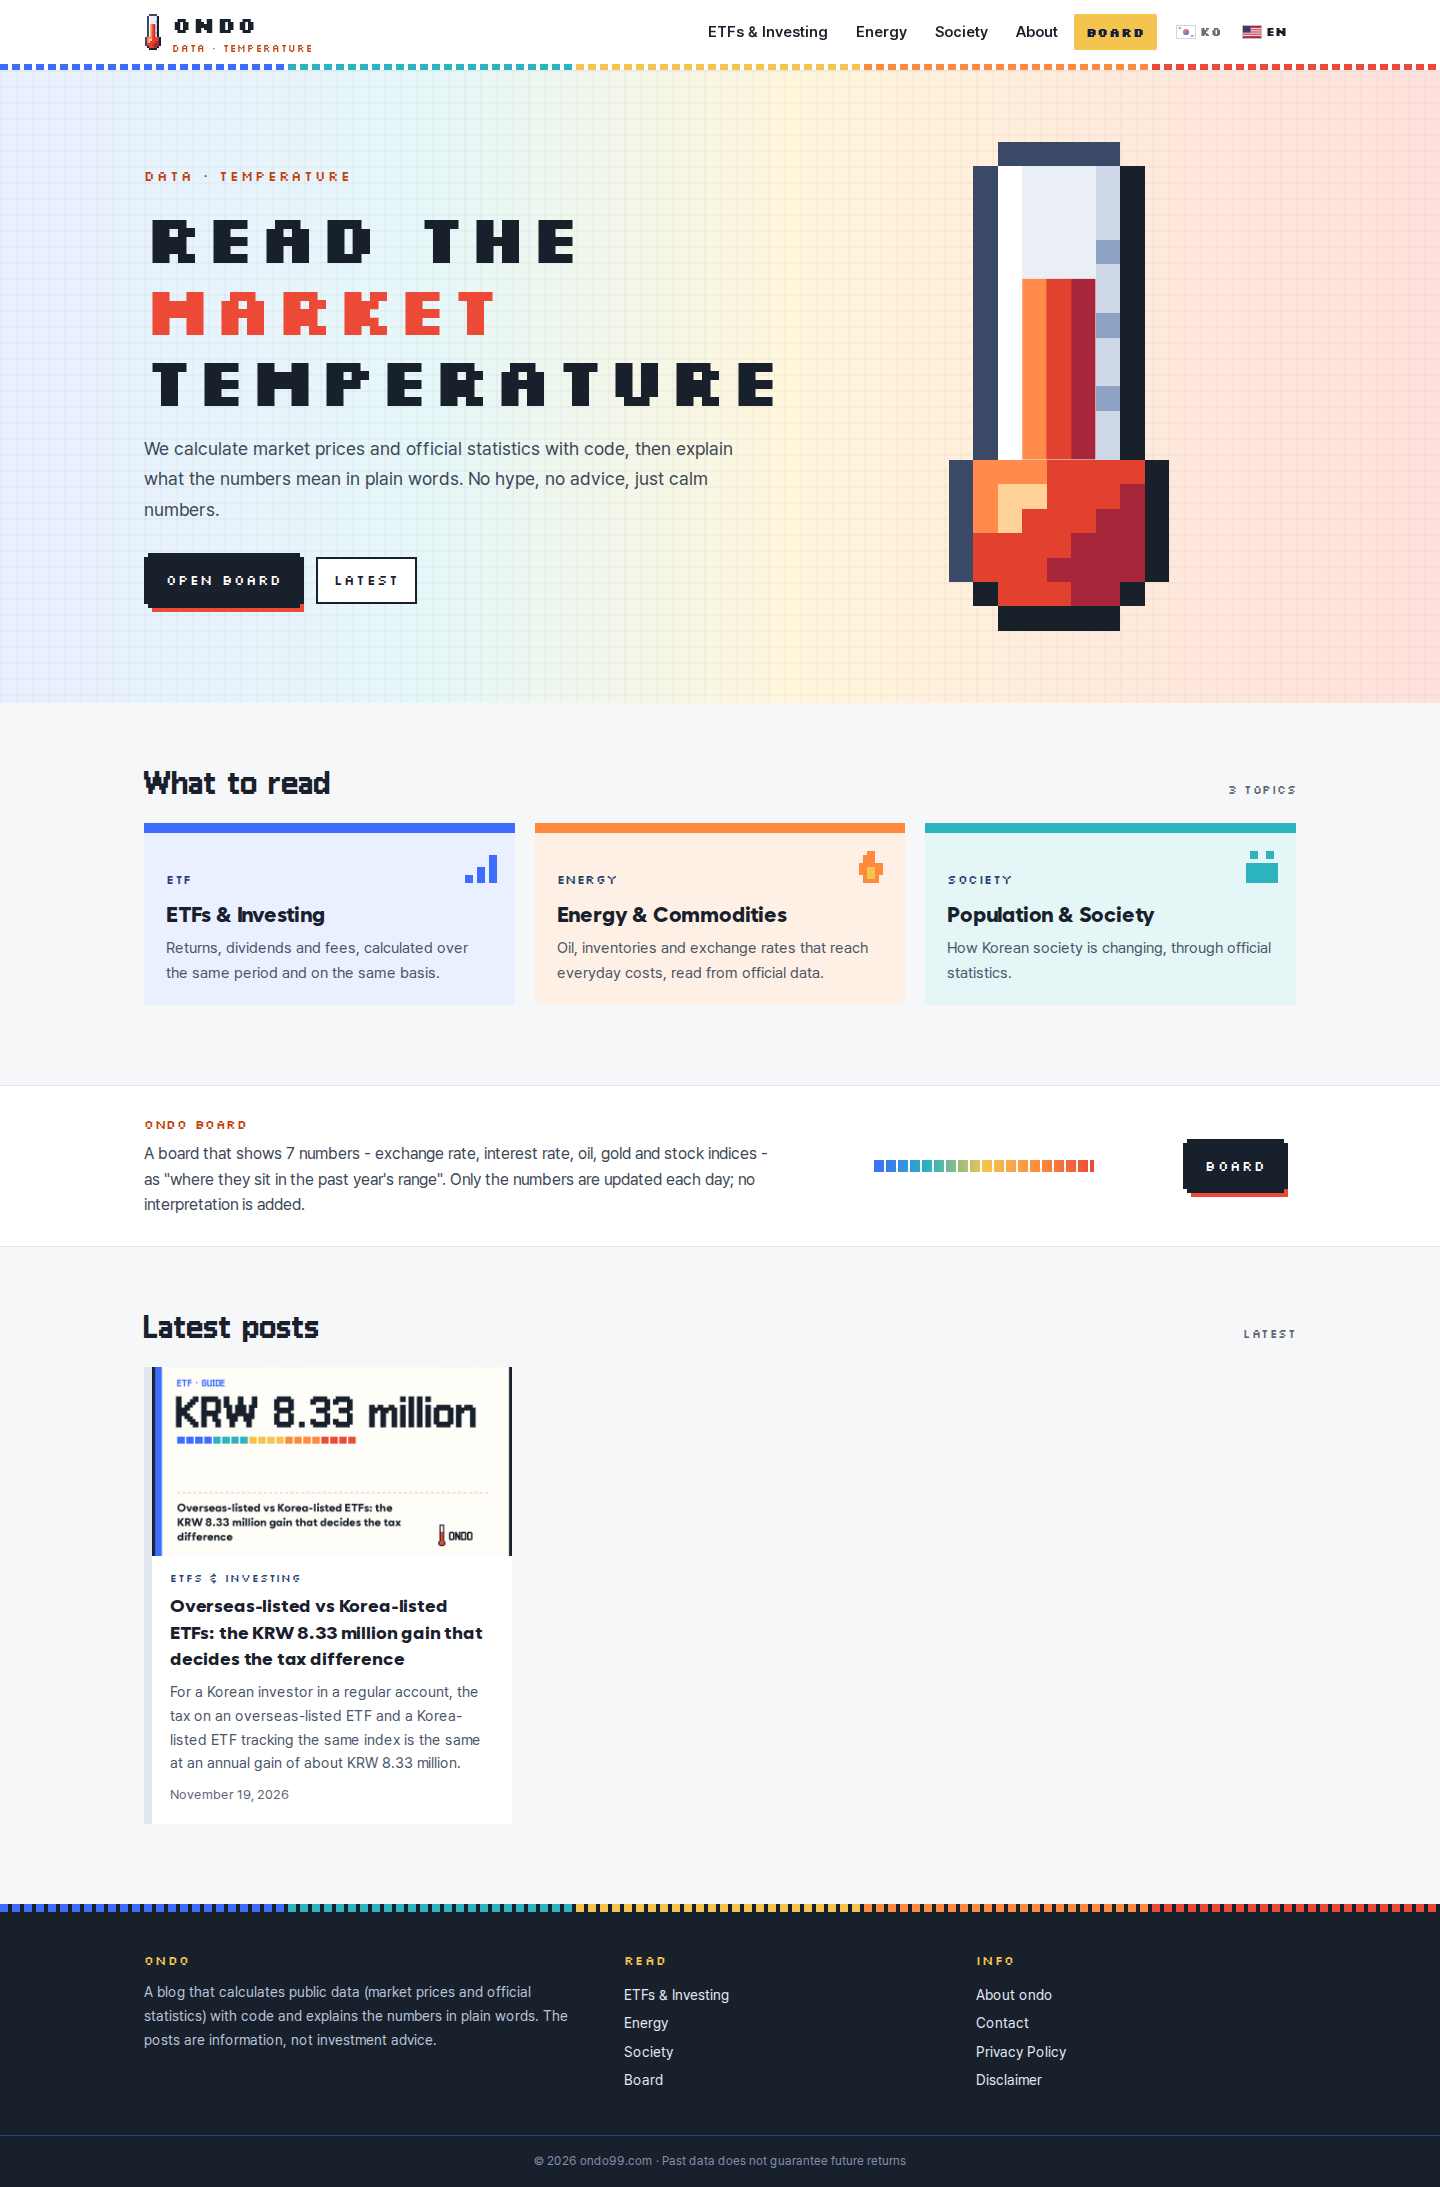 ONDO
DATA · TEMPERATURE
ETFs & Investing Energy Society About BOARD KO EN
DATA · TEMPERATURE
READ THE
MARKET
TEMPERATURE
We calculate market prices and official statistics with code, then explain
what the numbers mean in plain words. No hype, no advice, just calm
numbers.
OPEN BOARD LATEST
What to read
3 TOPICS
ETF
ETFs & Investing
Returns, dividends and fees, calculated over
the same period and on the same basis.
ENERGY
Energy & Commodities
Oil, inventories and exchange rates that reach
everyday costs, read from official data.
SOCIETY
Population & Society
How Korean society is changing, through official
statistics.
ONDO BOARD
A board that shows 7 numbers - exchange rate, interest rate, oil, gold and stock indices -
as "where they sit in the past year's range". Only the numbers are updated each day; no
interpretation is added.
BOARD
Latest posts
LATEST
ETF · GUIDE
KRW 8.33 million
Overseas-listed vs Korea-listed ETFs: the
KRW 8.33 million gain that decides the tax
difference
ONDO
ETFS & INVESTING
Overseas-listed vs Korea-listed
ETFs: the KRW 8.33 million gain that
decides the tax difference
For a Korean investor in a regular account, the
tax on an overseas-listed ETF and a Korea-
listed ETF tracking the same index is the same
at an annual gain of about KRW 8.33 million.
November 19, 2026
ONDO
A blog that calculates public data (market prices and official
statistics) with code and explains the numbers in plain words. The
posts are information, not investment advice.
READ
ETFs & Investing
Energy
Society
Board
INFO
About ondo
Contact
Privacy Policy
Disclaimer
© 2026 ondo99.com · Past data does not guarantee future returns